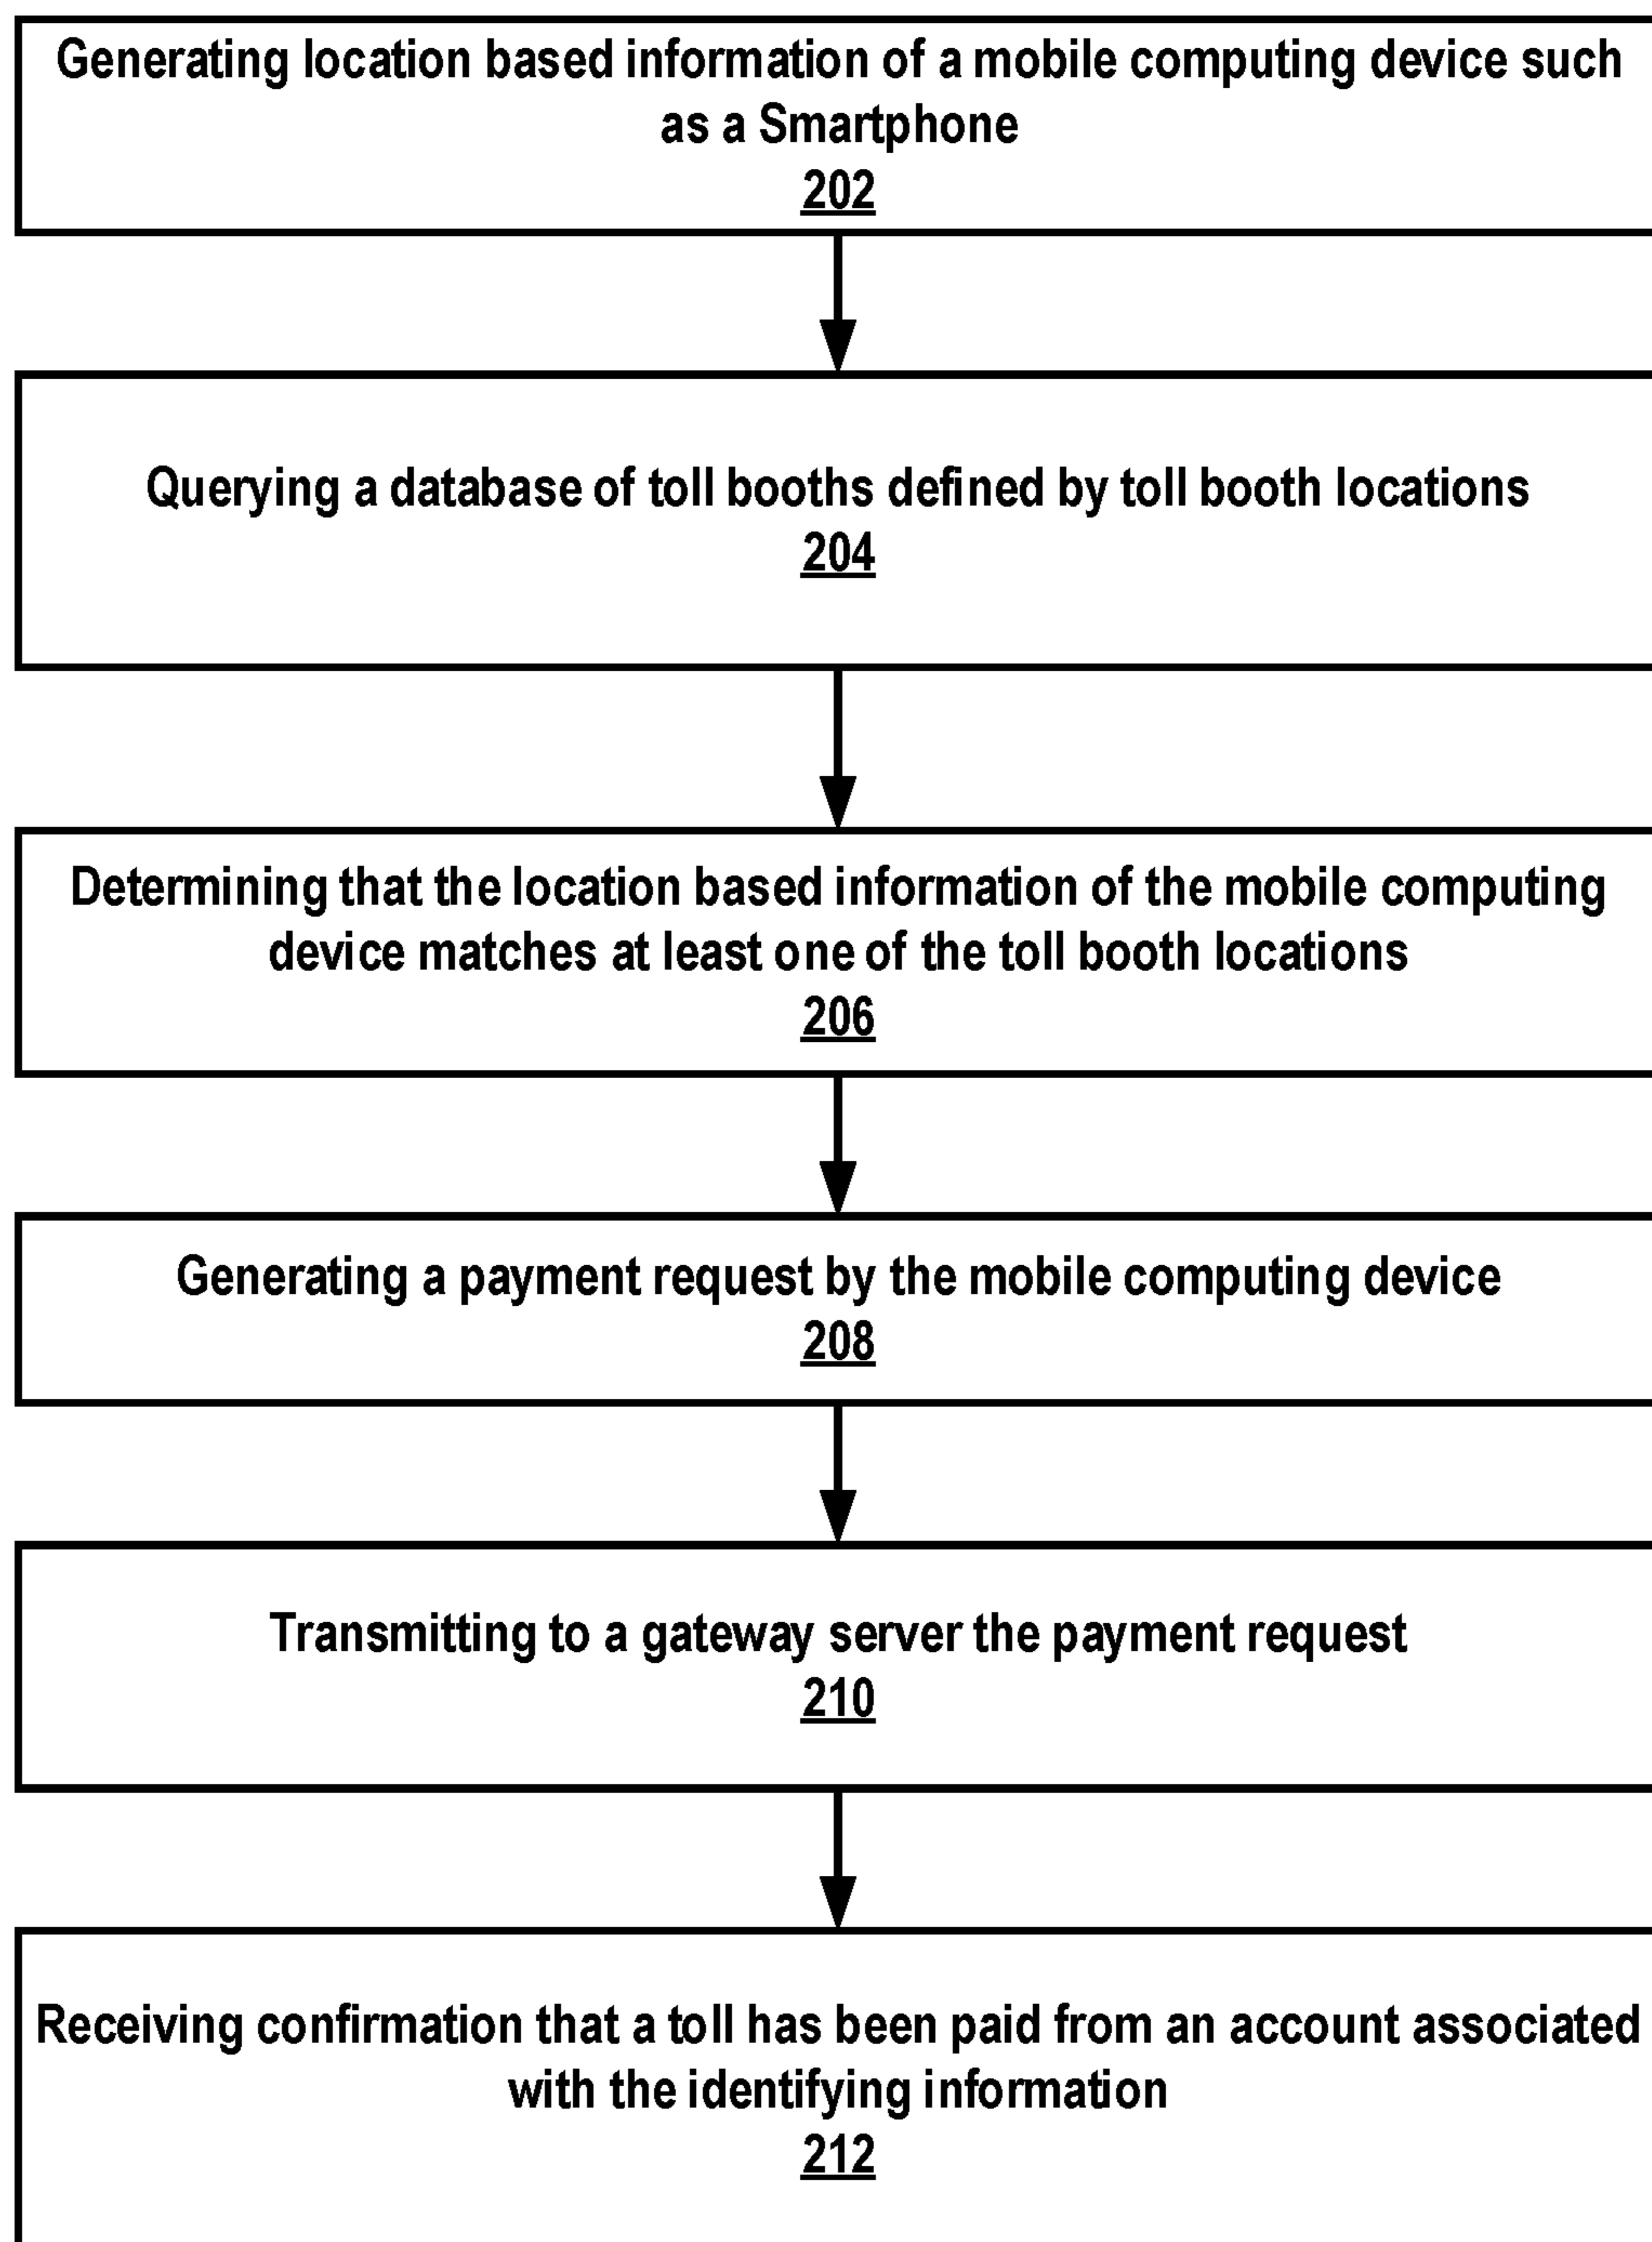 Generating location based information of a mobile computing device such
as a Smartphone
202
Querying a database of toll booths defined by toll booth locations
204
Determining that the location based information of the mobile computing
device matches at least one of the toll booth locations
206
Generating a payment request by the mobile computing device
208
Transmitting to a gateway server the payment request
210
Receiving confirmation that a toll has been paid from an account associated
with the identifying information
212